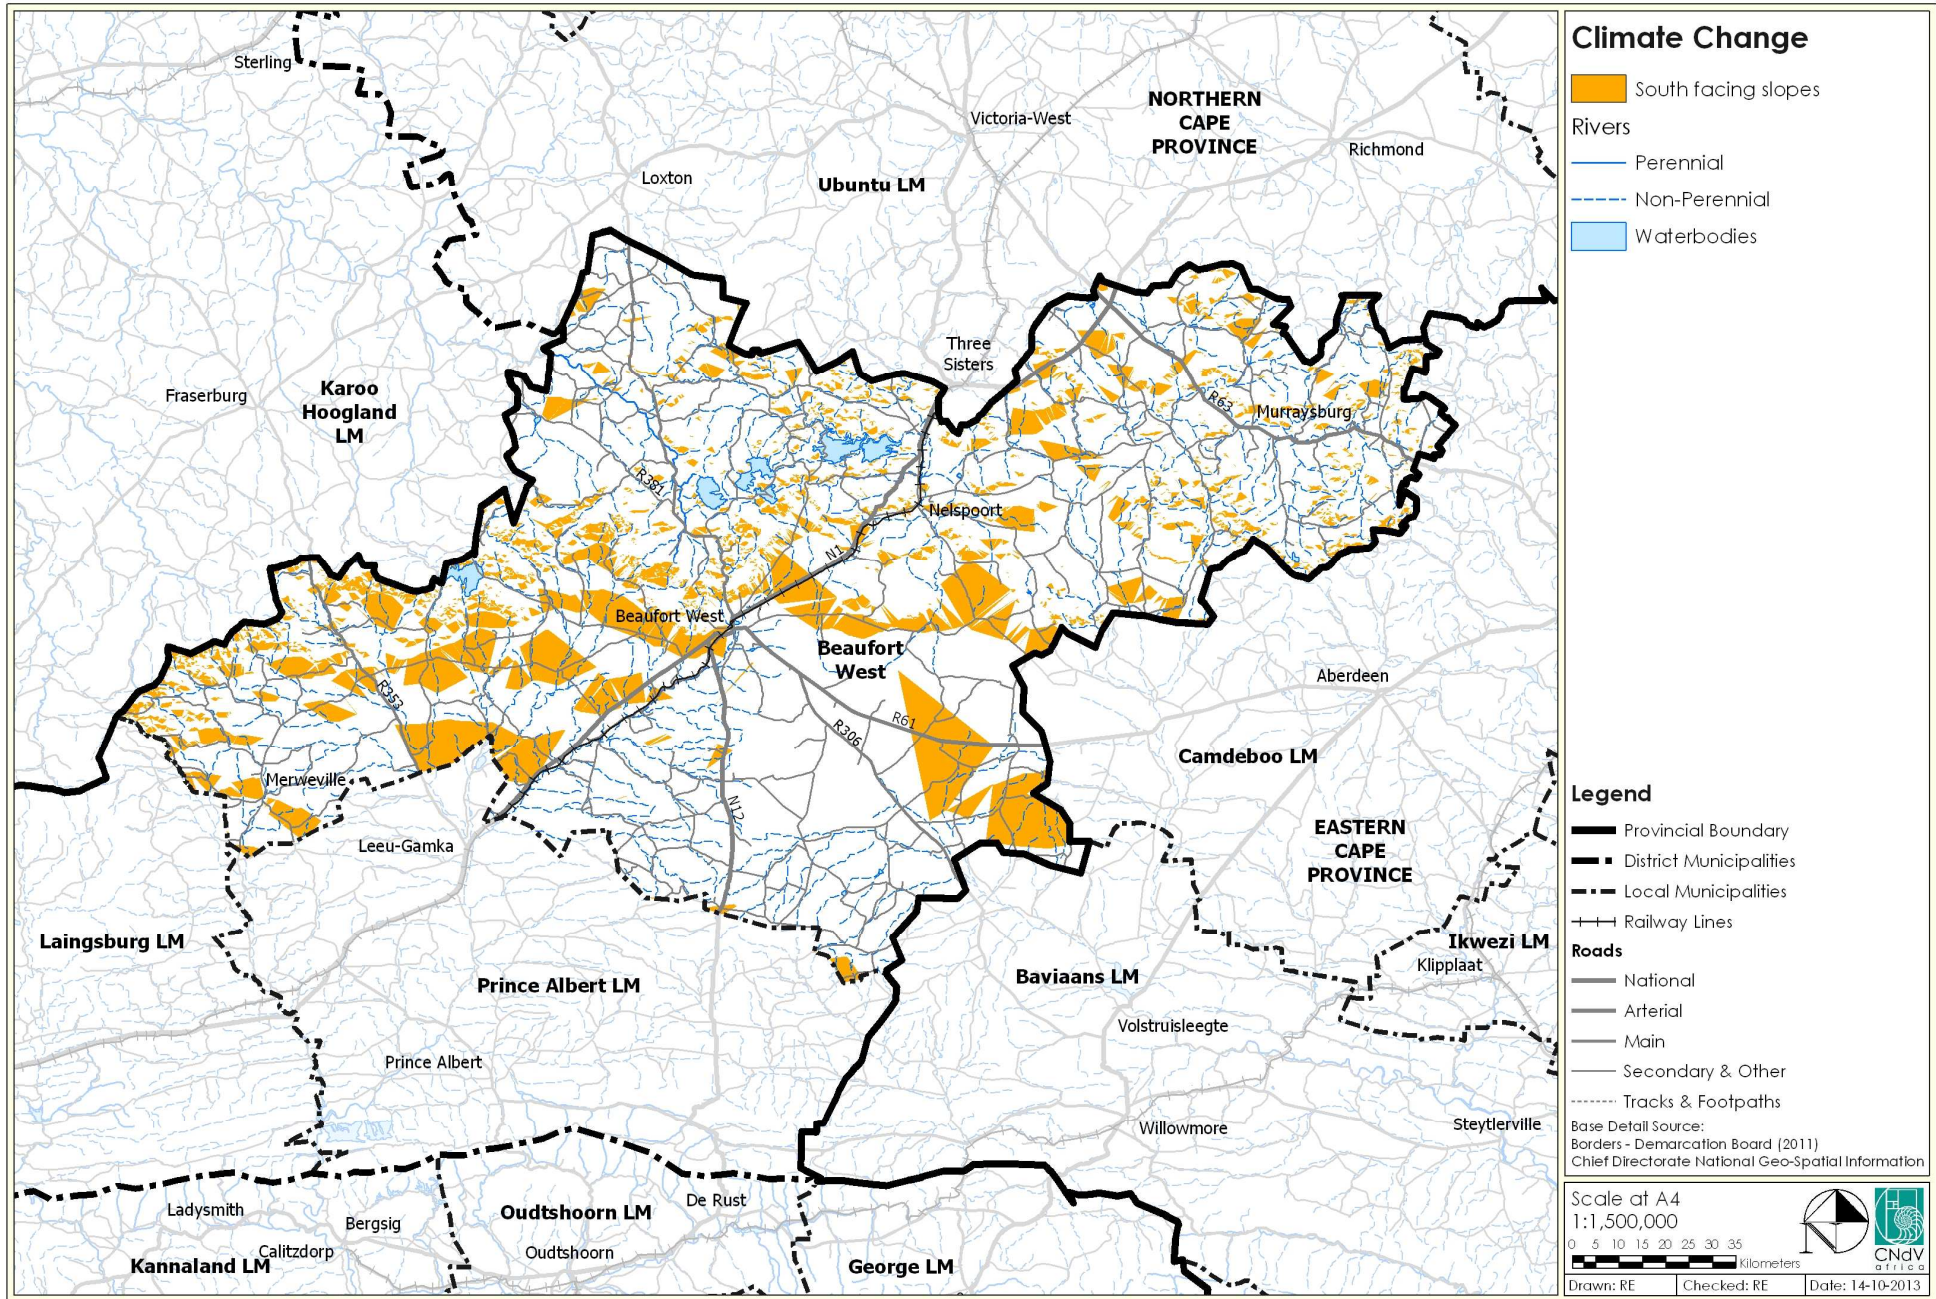 Sterling
Victoria-West
NORTHERN
CAPE
PROVINCE
Richmond
Loxton
Ubuntu LM
Three
Sisters
Fraserburg
Karoo
Hoogland
LM
R63
Murraysburg
R381
Nelspoort
N1
Beaufort West
Beaufort
West
Aberdeen
R353
R61
R306
Camdeboo LM
Merweville
N12
Leeu-Gamka
EASTERN
CAPE
PROVINCE
Laingsburg LM
Ikwezi LM
Klipplaat
Prince Albert LM
Baviaans LM
Volstruisleegte
Prince Albert
Willowmore
Steytlerville
Ladysmith
Bergsig
Oudtshoorn LM
De Rust
Calitzdorp
Oudtshoorn
Kannaland LM
George LM
Climate Change
South facing slopes
Rivers
Perennial
Non-Perennial
Waterbodies
Legend
Provincial Boundary
District Municipalities
Local Municipalities
Railway Lines
Roads
National
Arterial
Main
Secondary & Other
Tracks & Footpaths
Base Detail Source:
Borders - Demarcation Board (2011)
Chief Directorate National Geo-Spatial Information
Scale at A4
1:1,500,000
0 5 10 15 20 25 30 35
Kilometers
CNdV
africa
Drawn: RE
Checked: RE
Date: 14-10-2013